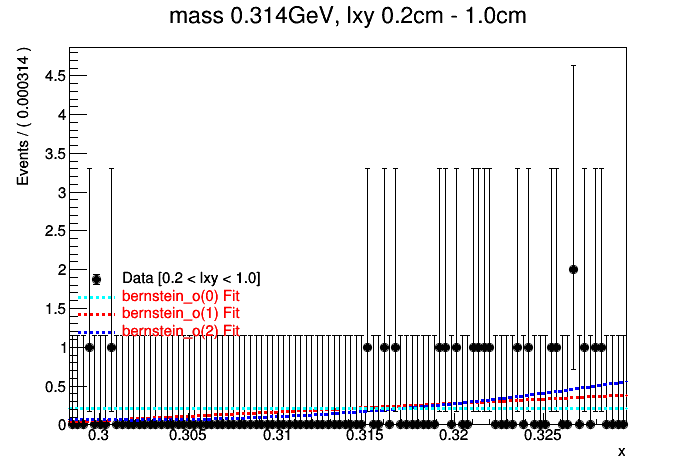 mass 0.314GeV, lxy 0.2cm - 1.0cm
Events / ( 0.000314 )
4.5
4
3.5
3
2.5
2
1.5
1
0.5
0
Data [0.2 < lxy < 1.0]
bernstein_o(0) Fit
bernstein_o(1) Fit
bernstein_o(2) Fit
0.3 0.305 0.31 0.315 0.32 0.325
x